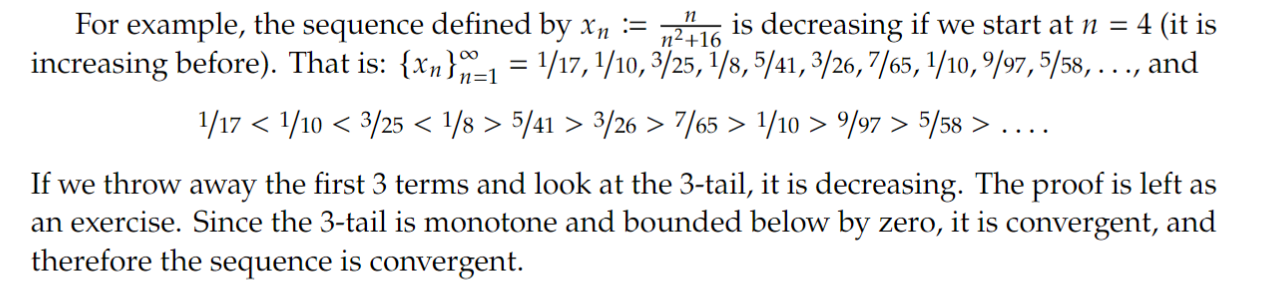 For example, the sequence defined by xₙ := n/(n²+16) is decreasing if we start at n = 4 (it is
increasing before). That is: {xₙ}∞ₙ₌₁ = 1/17, 1/10, 3/25, 1/8, 5/41, 3/26, 7/65, 1/10, 9/97, 5/58, . . ., and
1/17 < 1/10 < 3/25 < 1/8 > 5/41 > 3/26 > 7/65 > 1/10 > 9/97 > 5/58 > . . . .
If we throw away the first 3 terms and look at the 3-tail, it is decreasing. The proof is left as
an exercise. Since the 3-tail is monotone and bounded below by zero, it is convergent, and
therefore the sequence is convergent.